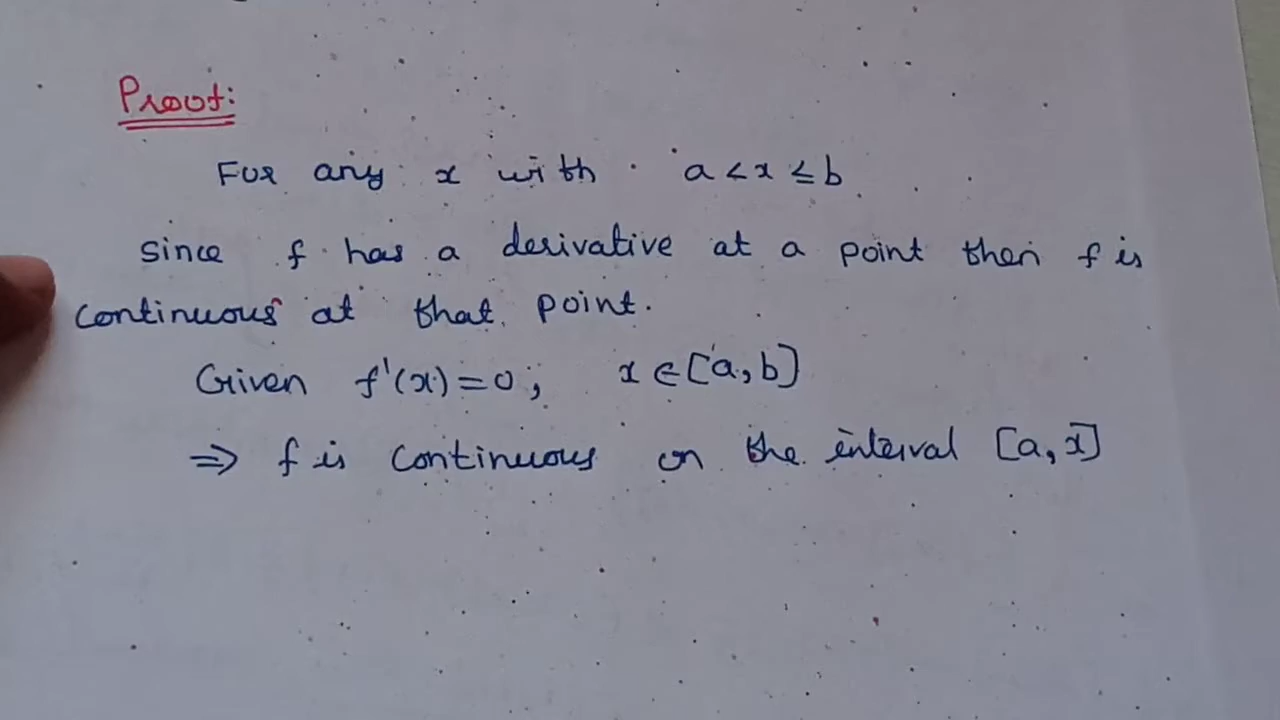 Proof:
For any x with a < x ≤ b
since f has a derivative at a point then f is
continuous at that point.
Given f'(x) = 0; x ∈ [a, b]
⇒ f is continuous on the interval [a, x]